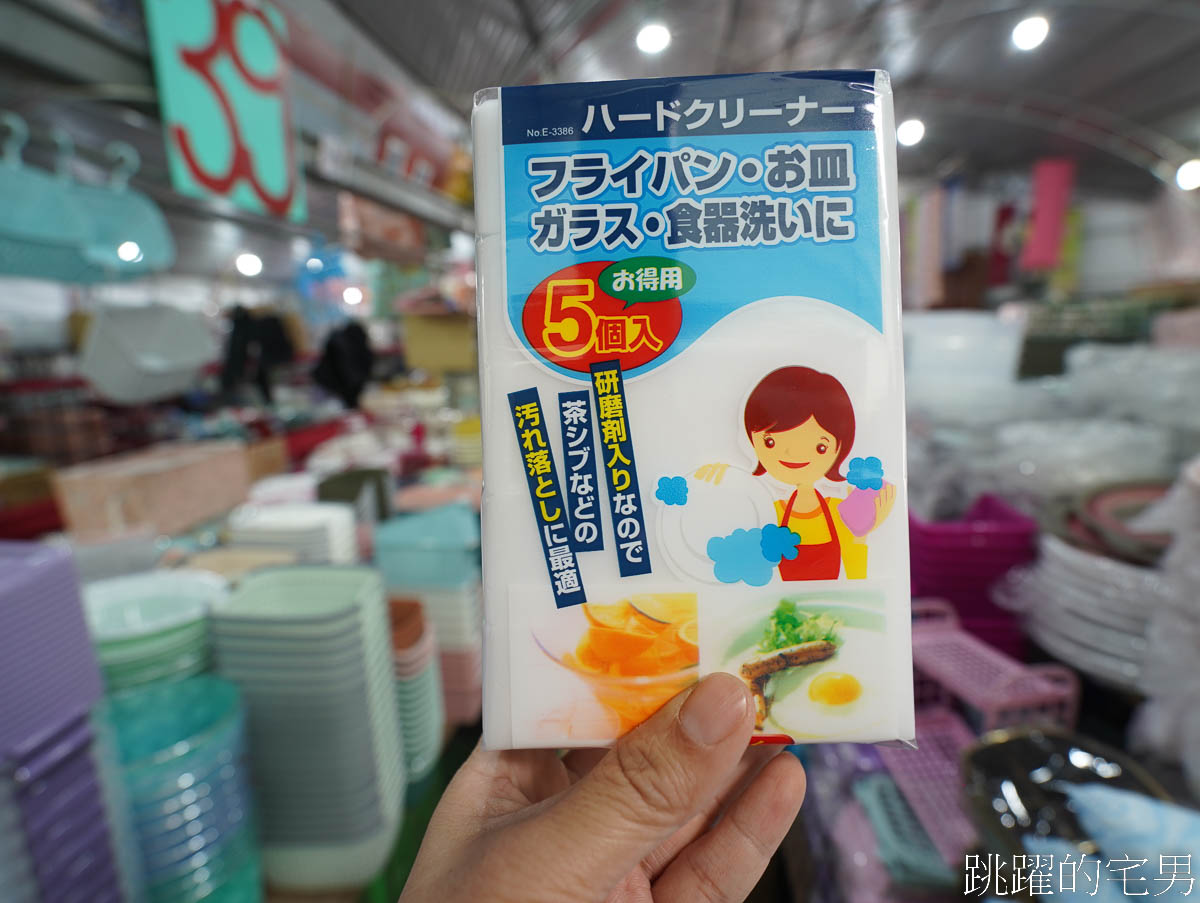 39
No.E-3386 ハードクリーナー
フライパン・お皿
ガラス・食器洗いに
お得用
5個入
研磨剤入りなので
茶シブなどの
汚れ落としに最適
跳躍的宅男